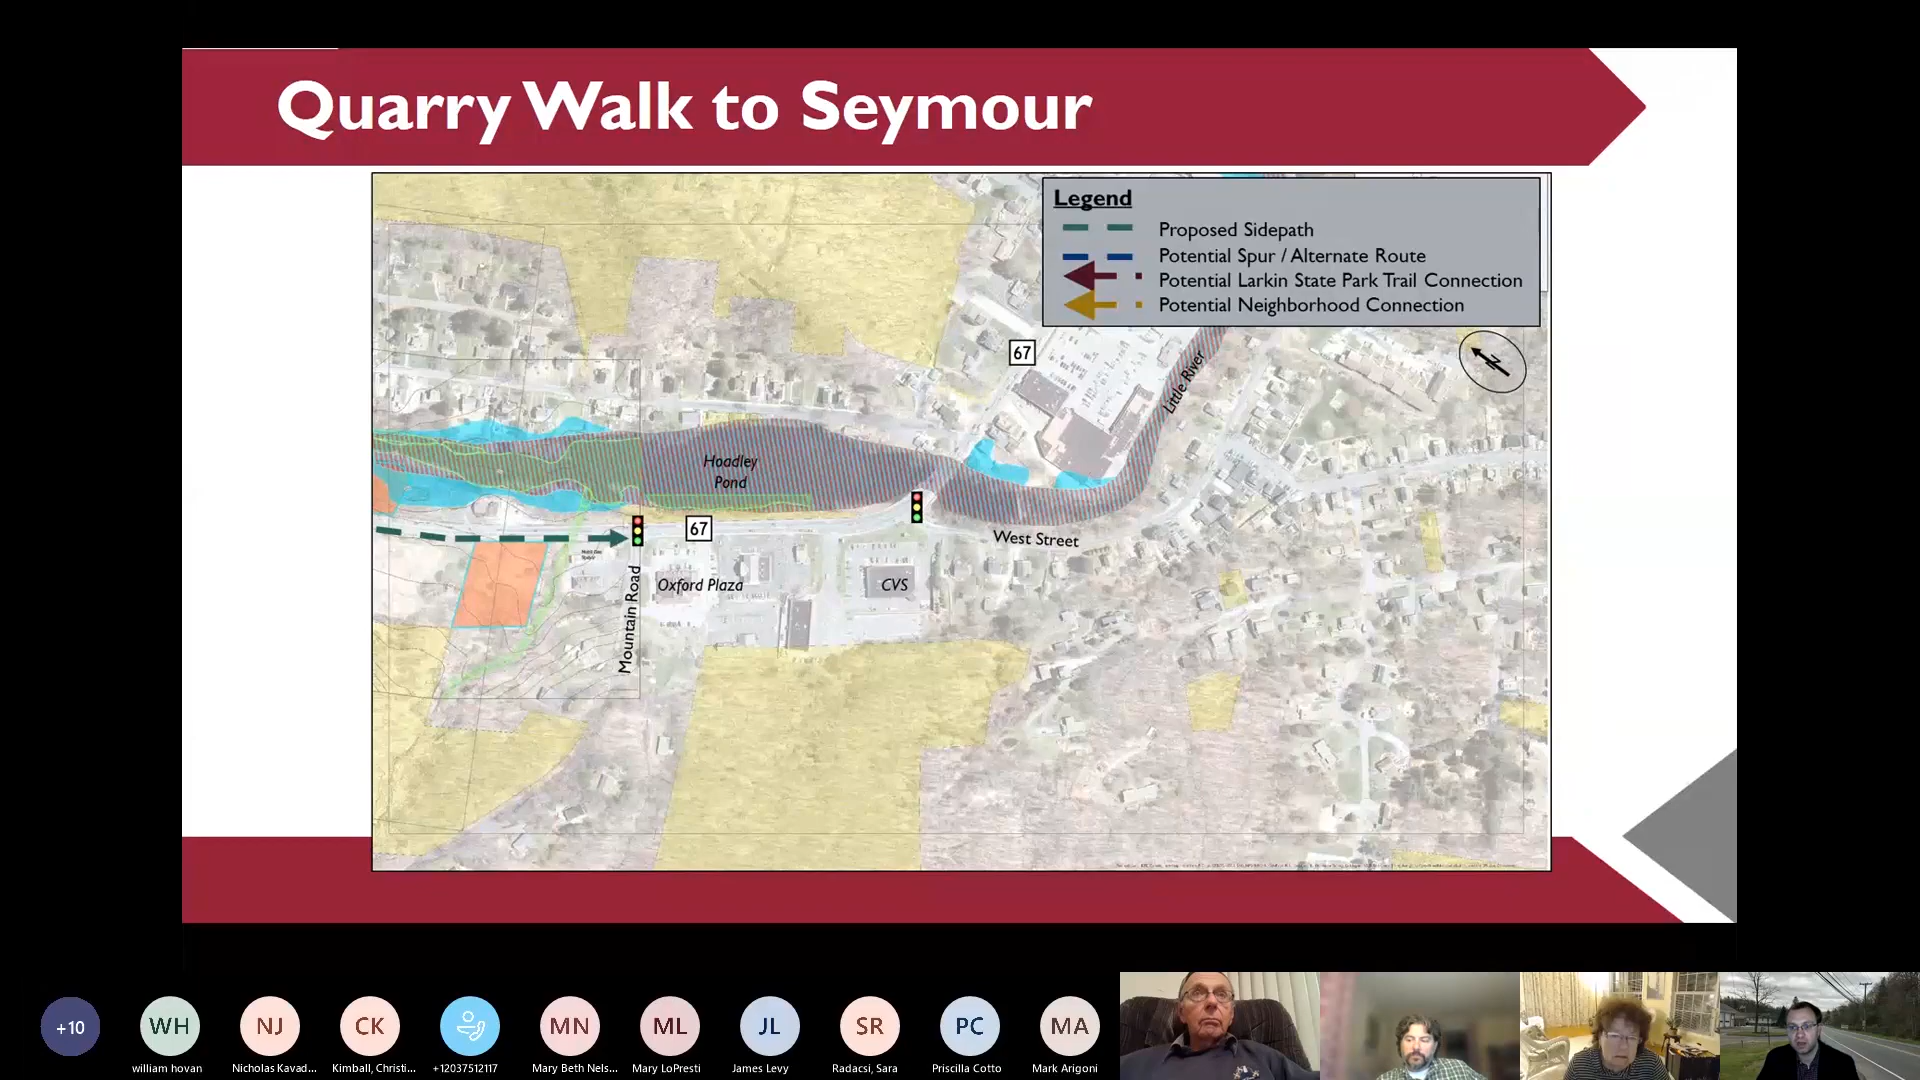 Quarry Walk to Seymour
Legend
Proposed Sidepath
Potential Spur / Alternate Route
Potential Larkin State Park Trail Connection
Potential Neighborhood Connection
67
N
Little River
Hoadley
Pond
67
West Street
Oxford Plaza
CVS
Mountain Road
+10
WH
NJ
CK
MN
ML
JL
SR
PC
MA
william hovan
Nicholas Kavad...
Kimball, Christi...
+12037512117
Mary Beth Nels...
Mary LoPresti
James Levy
Radacsi, Sara
Priscilla Cotto
Mark Arigoni